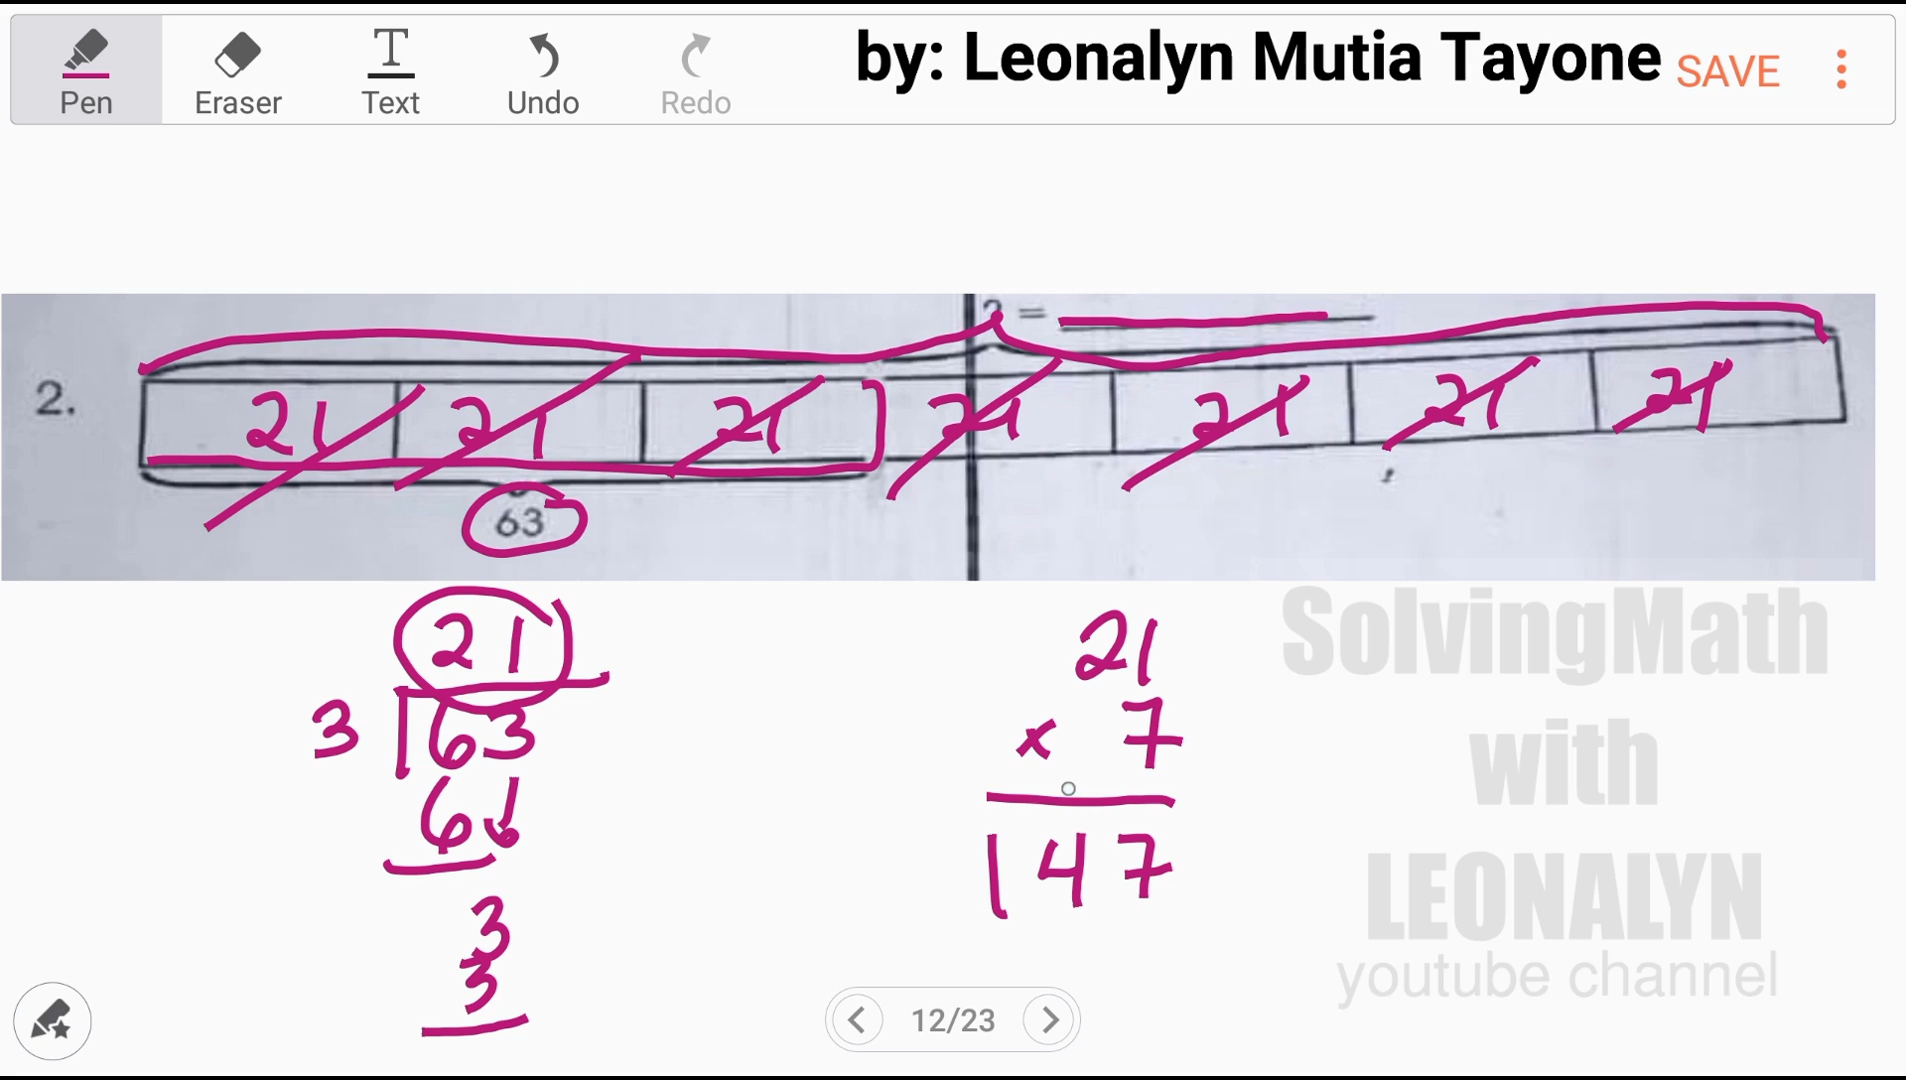 by: Leonalyn Mutia Tayone
SAVE
Pen
Eraser
Text
Undo
Redo
? =
2.
21 21 21 21 21 21 21
63
21
3 63
6
3
3
21
× 7
147
SolvingMath
with
LEONALYN
youtube channel
12/23